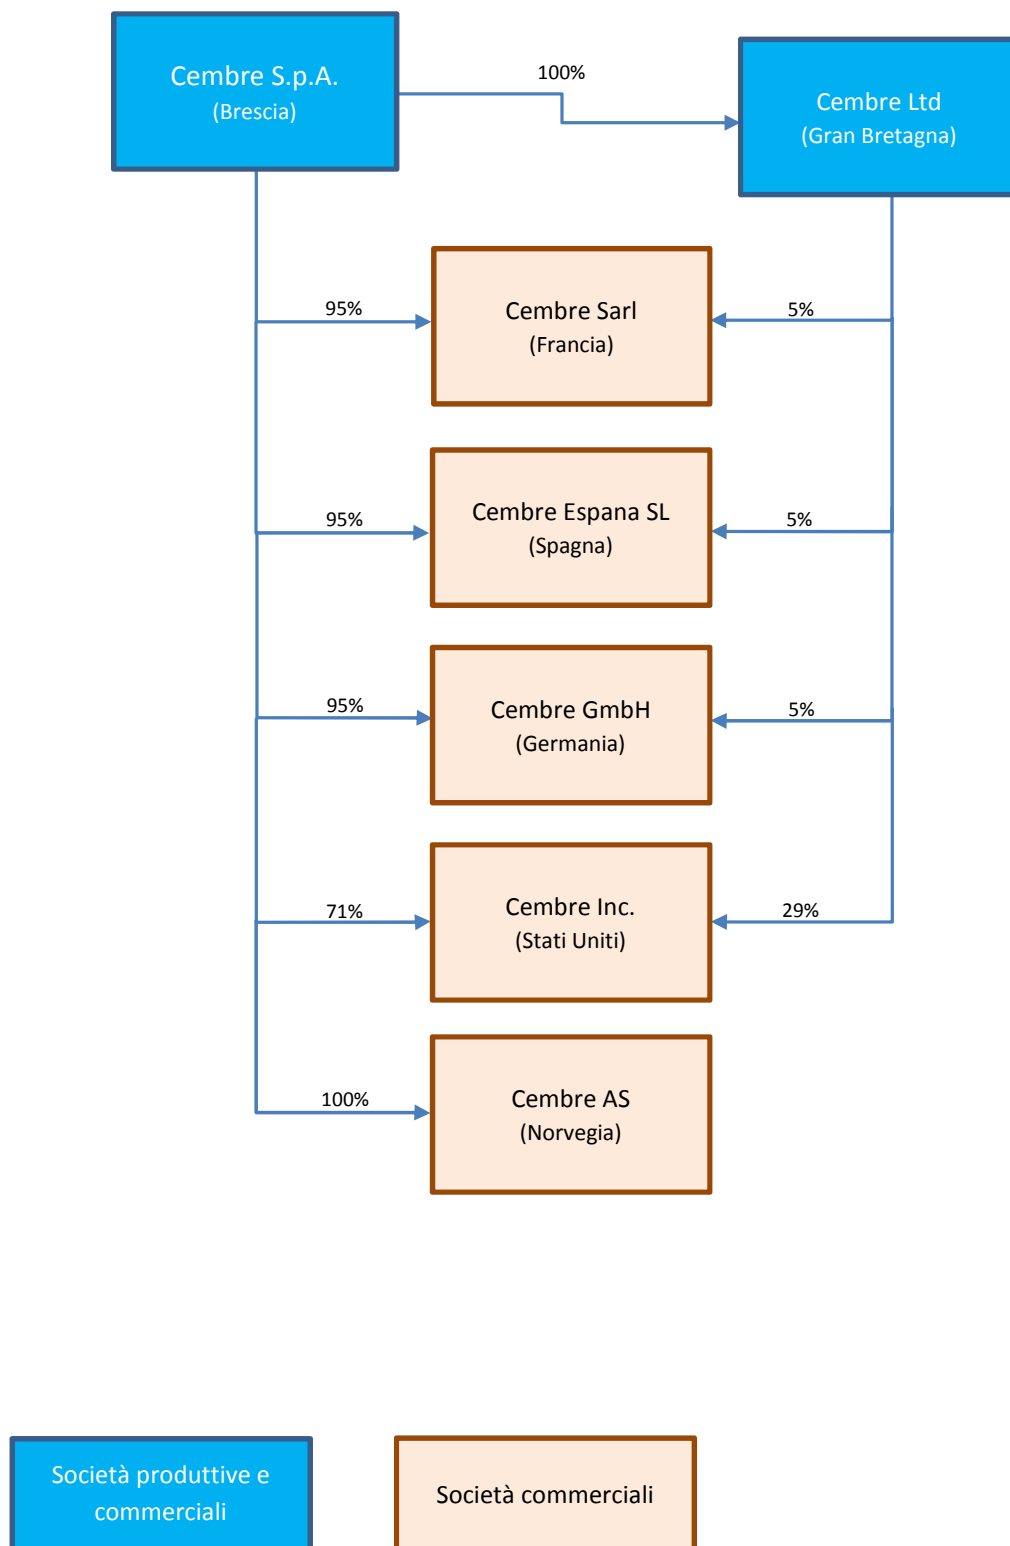 Cembre S.p.A.
(Brescia)
100%
Cembre Ltd
(Gran Bretagna)
95%
Cembre Sarl
(Francia)
5%
95%
Cembre Espana SL
(Spagna)
5%
95%
Cembre GmbH
(Germania)
5%
71%
Cembre Inc.
(Stati Uniti)
29%
100%
Cembre AS
(Norvegia)
Società produttive e
commerciali
Società commerciali